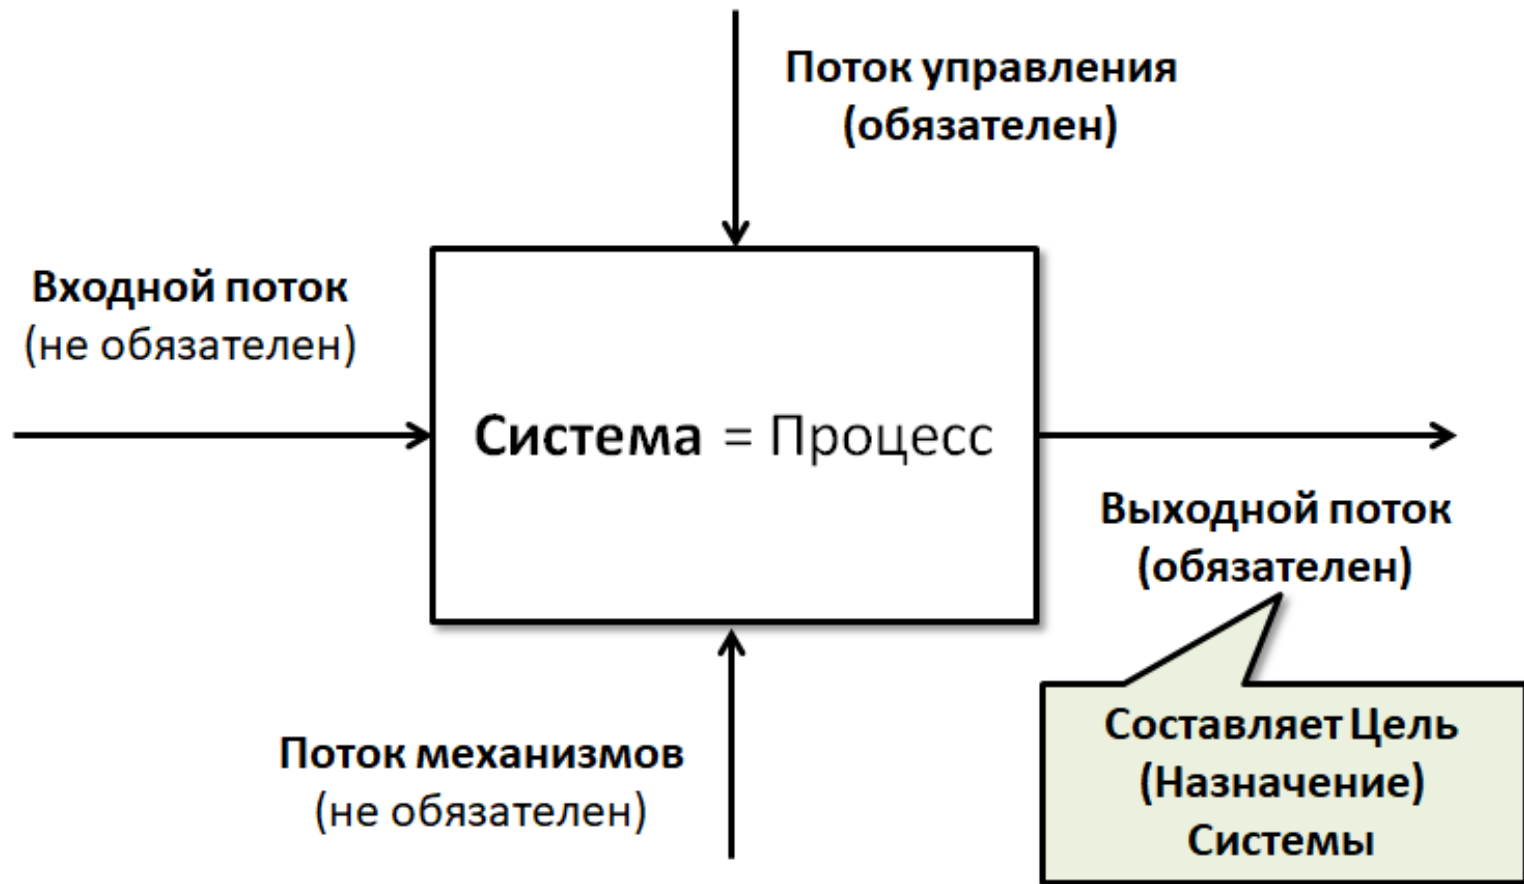 Поток управления
(обязателен)
Входной поток
(не обязателен)
Система = Процесс
Выходной поток
(обязателен)
Поток механизмов
(не обязателен)
Составляет Цель
(Назначение)
Системы